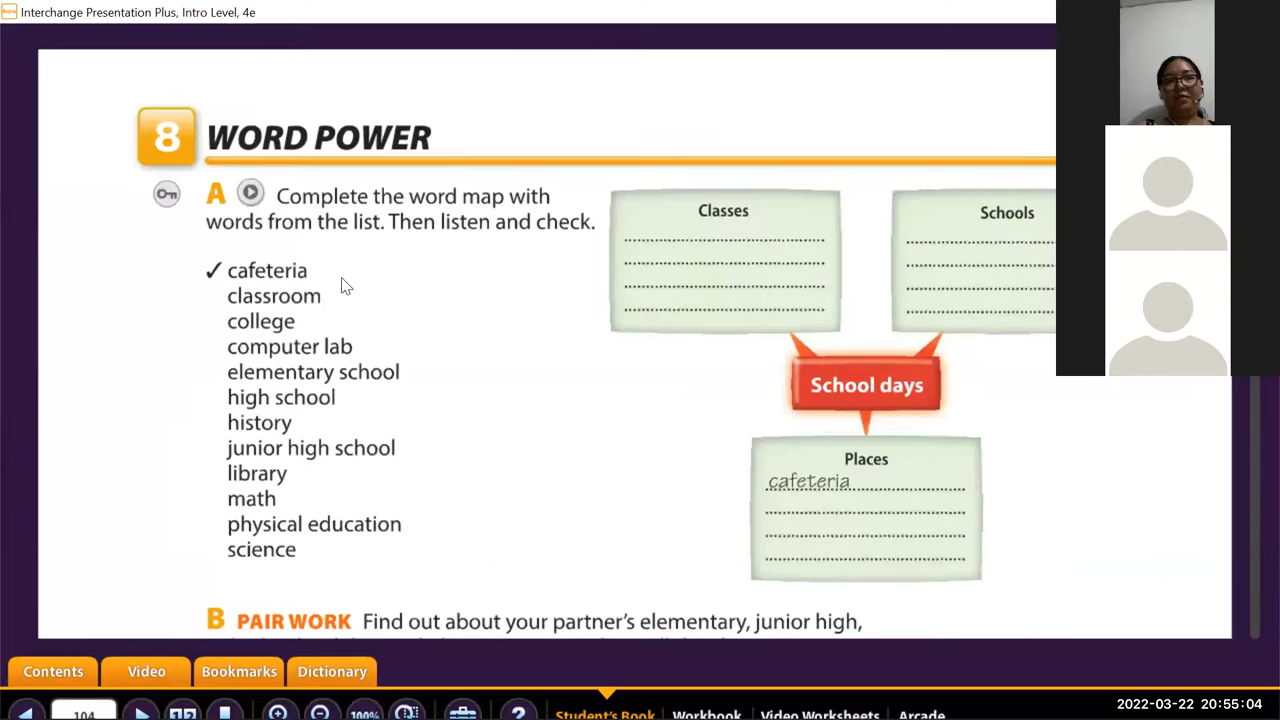 Interchange Presentation Plus, Intro Level, 4e
8 WORD POWER
A Complete the word map with
words from the list. Then listen and check.
✓ cafeteria
classroom
college
computer lab
elementary school
high school
history
junior high school
library
math
physical education
science
Classes
Schools
School days
Places
cafeteria
B PAIR WORK Find out about your partner's elementary, junior high,
Contents
Video
Bookmarks
Dictionary
104
100%
?
Student's Book
Workbook
Video Worksheets
Arcade
2022-03-22 20:55:04